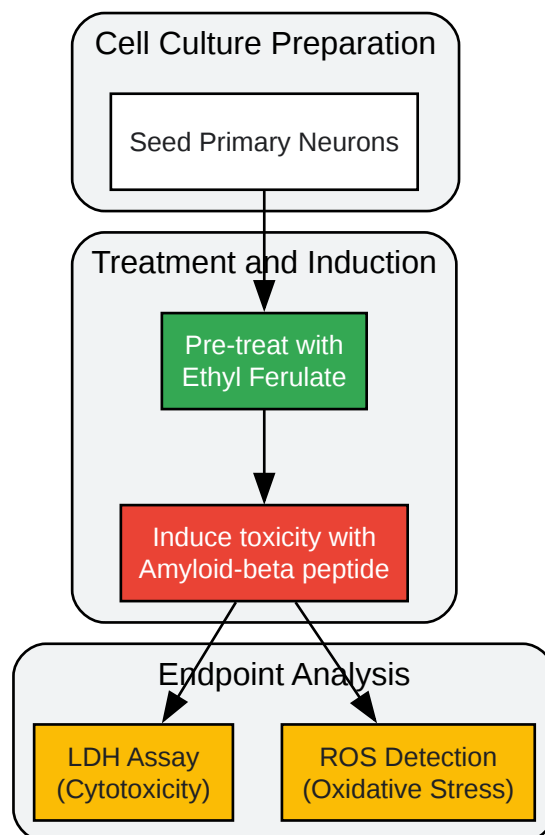 Cell Culture Preparation
Seed Primary Neurons
Treatment and Induction
Pre-treat with
Ethyl Ferulate
Induce toxicity with
Amyloid-beta peptide
Endpoint Analysis
LDH Assay
(Cytotoxicity)
ROS Detection
(Oxidative Stress)